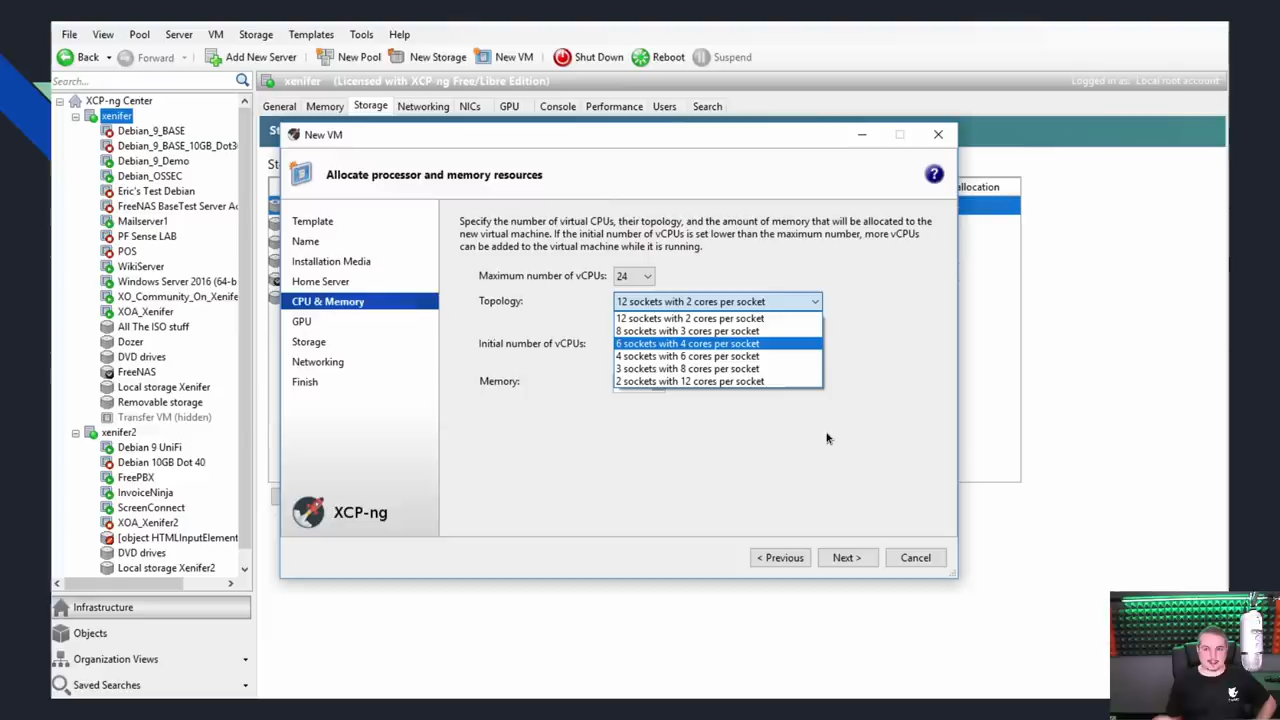 File View Pool Server VM Storage Templates Tools Help
Back Forward Add New Server New Pool New Storage New VM Shut Down Reboot Suspend
Search...
xenifer (Licensed with XCP-ng Free/Libre Edition) Logged in as: Local root account
XCP-ng Center
xenifer
Debian_9_BASE
Debian_9_BASE_10GB_Dot3
Debian_9_Demo
Debian_OSSEC
Eric's Test Debian
FreeNAS BaseTest Server Ac
Mailserver1
PF Sense LAB
POS
WikiServer
Windows Server 2016 (64-b
XO_Community_On_Xenife
XOA_Xenifer
All The ISO stuff
Dozer
DVD drives
FreeNAS
Local storage Xenifer
Removable storage
Transfer VM (hidden)
xenifer2
Debian 9 UniFi
Debian 10GB Dot 40
FreePBX
InvoiceNinja
ScreenConnect
XOA_Xenifer2
[object HTMLInputElement
DVD drives
Local storage Xenifer2
Infrastructure
Objects
Organization Views
Saved Searches
General Memory Storage Networking NICs GPU Console Performance Users Search
St
St
allocation
New VM
Allocate processor and memory resources
?
Template
Name
Installation Media
Home Server
CPU & Memory
GPU
Storage
Networking
Finish
XCP-ng
Specify the number of virtual CPUs, their topology, and the amount of memory that will be allocated to the
new virtual machine. If the initial number of vCPUs is set lower than the maximum number, more vCPUs
can be added to the virtual machine while it is running.
Maximum number of vCPUs: 24
Topology: 12 sockets with 2 cores per socket
12 sockets with 2 cores per socket
8 sockets with 3 cores per socket
6 sockets with 4 cores per socket
4 sockets with 6 cores per socket
3 sockets with 8 cores per socket
2 sockets with 12 cores per socket
Initial number of vCPUs:
Memory:
< Previous Next > Cancel